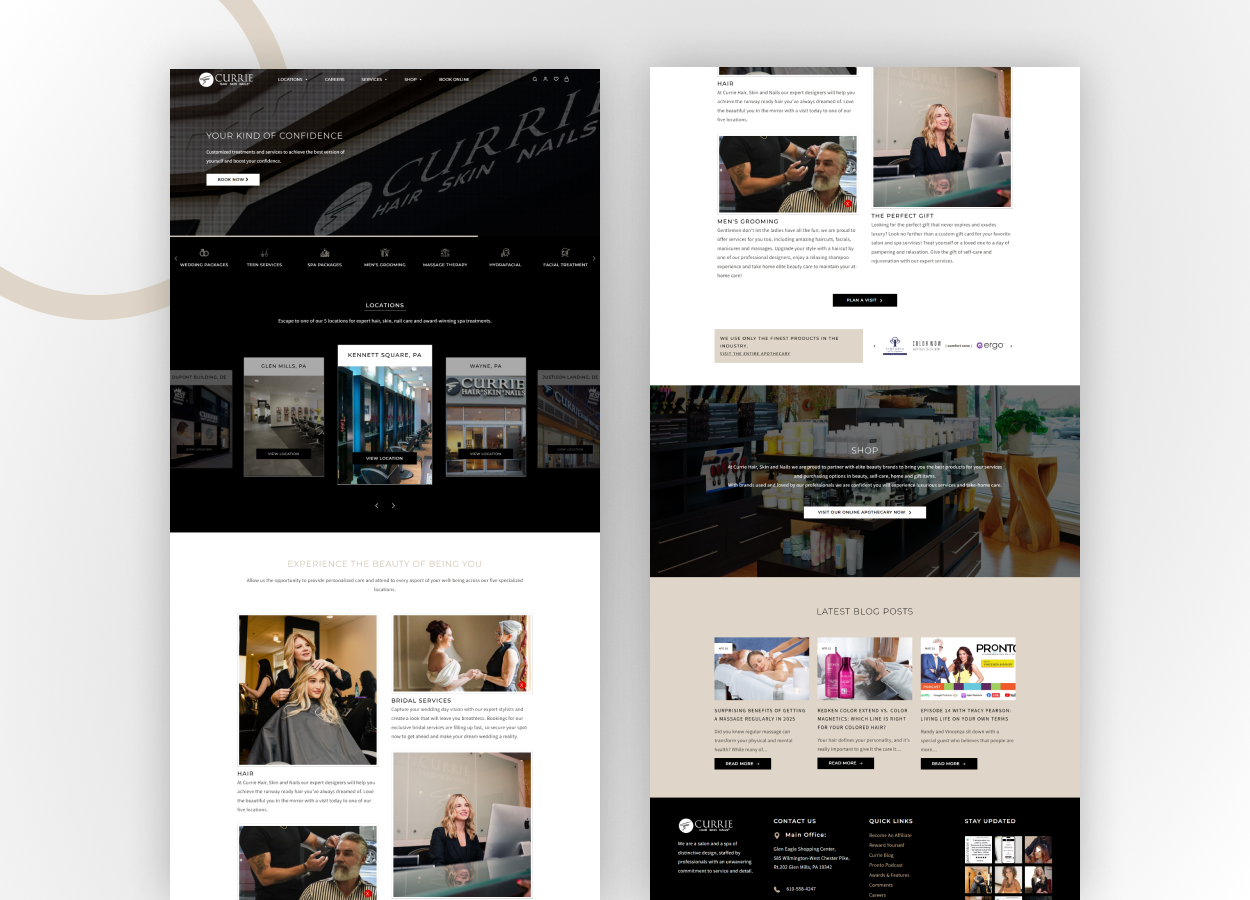 CURRIE
HAIR SKIN NAILS
LOCATIONS
CAREERS
SERVICES
SHOP
BOOK ONLINE
CURRIE
HAIR SKIN NAILS
YOUR KIND OF CONFIDENCE
Customized treatments and services to achieve the best version of
yourself and boost your confidence.
BOOK NOW
WEDDING PACKAGES
TEEN SERVICES
SPA PACKAGES
MEN'S GROOMING
MASSAGE THERAPY
HYDRAFACIAL
FACIAL TREATMENT
LOCATIONS
Escape to one of our 5 locations for expert hair, skin, nail care and award-winning spa treatments.
DUPONT BUILDING, DE
VIEW LOCATION
GLEN MILLS, PA
VIEW LOCATION
KENNETT SQUARE, PA
VIEW LOCATION
WAYNE, PA
CURRIE
HAIR•SKIN•NAILS
VIEW LOCATION
JUSTISON LANDING, DE
VIEW LOCATION
EXPERIENCE THE BEAUTY OF BEING YOU
Allow us the opportunity to provide personalized care and attend to every aspect of your well-being across our five specialized
locations.
HAIR
At Currie Hair, Skin and Nails our expert designers will help you
achieve the runway ready hair you've always dreamed of. Love
the beautiful you in the mirror with a visit today to one of our
five locations.
BRIDAL SERVICES
Capture your wedding day vision with our expert stylists and
create a look that will leave you Breathless. Bookings for our
exclusive bridal services are filling up fast, so secure your spot
now to get ahead and make your dream wedding a reality.
HAIR
At Currie Hair, Skin and Nails our expert designers will help you
achieve the runway ready hair you've always dreamed of. Love
the beautiful you in the mirror with a visit today to one of our
five locations.
MEN'S GROOMING
Gentlemen don't let the ladies have all the fun: we are proud to
offer services for you too, including amazing haircuts, facials,
manicures and massages. Upgrade your style with a haircut by
one of our professional designers, enjoy a relaxing shampoo
experience and take home elite beauty care to maintain your at-
home care!
THE PERFECT GIFT
Looking for the perfect gift that never expires and exudes
luxury? Look no further than a custom gift card for your favorite
salon and spa services! Treat yourself or a loved one to a day of
pampering and relaxation. Give the gift of self-care and
rejuvenation with our expert services.
PLAN A VISIT
WE USE ONLY THE FINEST PRODUCTS IN THE
INDUSTRY.
VISIT THE ENTIRE APOTHECARY
COLOR WOW
[ comfort zone ]
ergo
SHOP
At Currie Hair, Skin and Nails we are proud to partner with elite beauty brands to bring you the best products for your services
and purchasing options in beauty, self-care, home and gift items.
With brands used and loved by our professionals we are confident you will experience luxurious services and take-home care.
VISIT OUR ONLINE APOTHECARY NOW
LATEST BLOG POSTS
SURPRISING BENEFITS OF GETTING
A MASSAGE REGULARLY IN 2025
Did you know regular massage can
transform your physical and mental
health? While many of...
READ MORE →
REDKEN COLOR EXTEND VS. COLOR
MAGNETICS: WHICH LINE IS RIGHT
FOR YOUR COLORED HAIR?
Your hair defines your personality, and it's
really important to give it the care it...
READ MORE →
PRONTO
PODCAST
EPISODE 14 WITH TRACY PEARSON:
LIVING LIFE ON YOUR OWN TERMS
Randy and Vincenza sit down with a
special guest who believes that people are
more...
READ MORE →
CURRIE
HAIR SKIN NAILS
We are a salon and a spa of
distinctive design, staffed by
professionals with an unwavering
commitment to service and detail.
CONTACT US
Main Office:
Glen Eagle Shopping Center,
585 Wilmington-West Chester Pike,
Rt.202 Glen Mills, PA 19342
610-558-4247
QUICK LINKS
Become An Affiliate
Reward Yourself
Currie Blog
Pronto Podcast
Awards & Features
Comments
Careers
STAY UPDATED